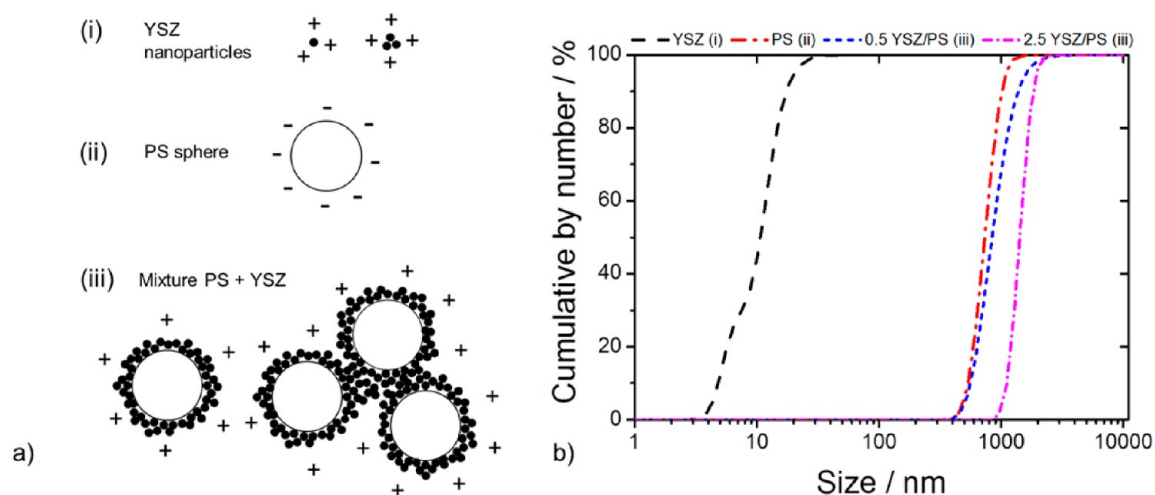 (i) YSZ
nanoparticles
+ + +
+ + + +
(ii) PS sphere
- - - - - - - -
(iii) Mixture PS + YSZ
+ + + + + +
+ + + + + + + + + +
a)
YSZ (i) PS (ii) 0.5 YSZ/PS (iii) 2.5 YSZ/PS (iii)
Cumulative by number / %
100
80
60
40
20
0
1 10 100 1000 10000
Size / nm
b)